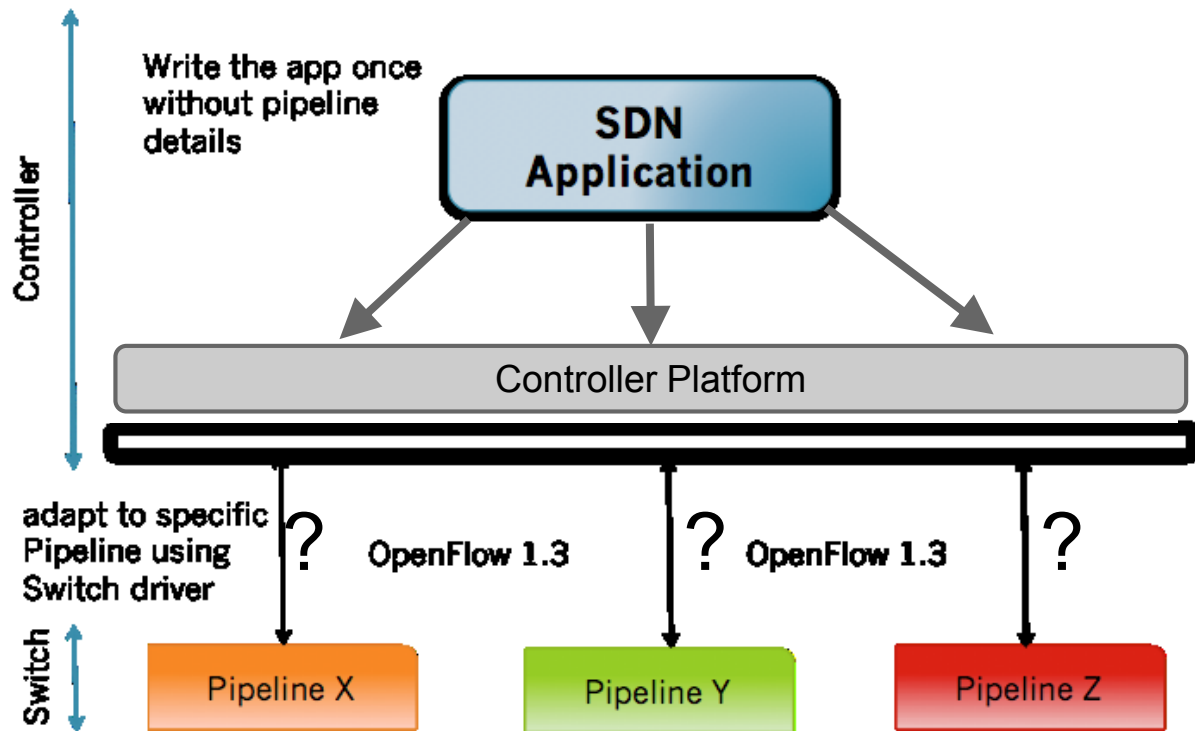 Write the app once
without pipeline
details
SDN
Application
Controller
Controller Platform
adapt to specific
Pipeline using
Switch driver
?
OpenFlow 1.3
?
OpenFlow 1.3
?
Switch
Pipeline X
Pipeline Y
Pipeline Z